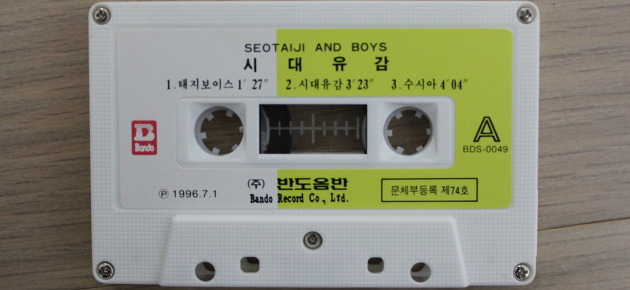 SEOTAIJI AND BOYS
시대유감
1. 태지보이스 1′ 27″ 2. 시대유감 3′ 23″ 3. 수시아 4′ 04″
B
Bando
A
BDS-0049
Ⓟ 1996.7.1
(주) 반도음반
Bando Record Co., Ltd.
문체부등록 제74호